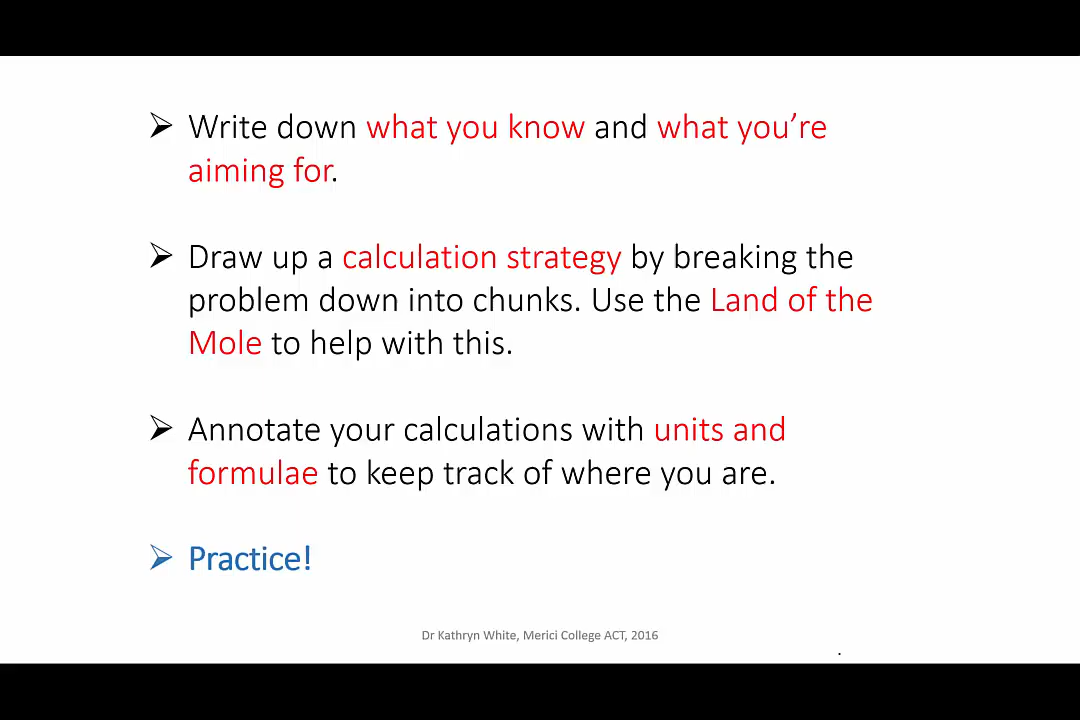 ➢ Write down what you know and what you’re
aiming for.
➢ Draw up a calculation strategy by breaking the
problem down into chunks. Use the Land of the
Mole to help with this.
➢ Annotate your calculations with units and
formulae to keep track of where you are.
➢ Practice!
Dr Kathryn White, Merici College ACT, 2016
.